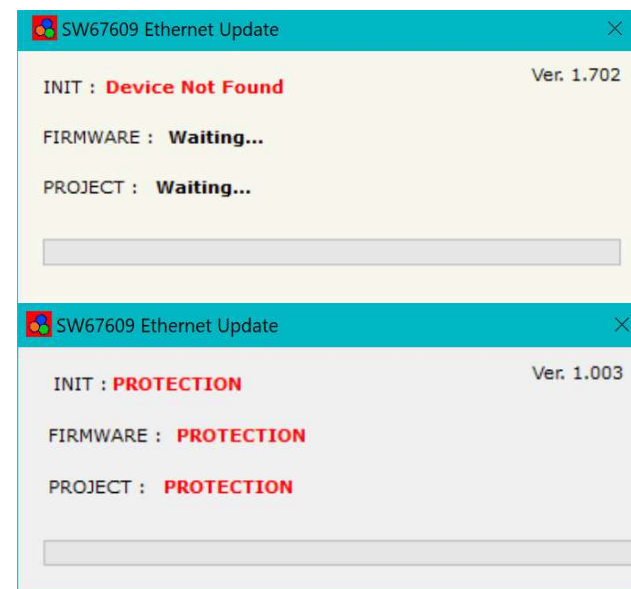 SW67609 Ethernet Update
Ver. 1.702
INIT : Device Not Found
FIRMWARE : Waiting...
PROJECT : Waiting...
SW67609 Ethernet Update
Ver. 1.003
INIT : PROTECTION
FIRMWARE : PROTECTION
PROJECT : PROTECTION